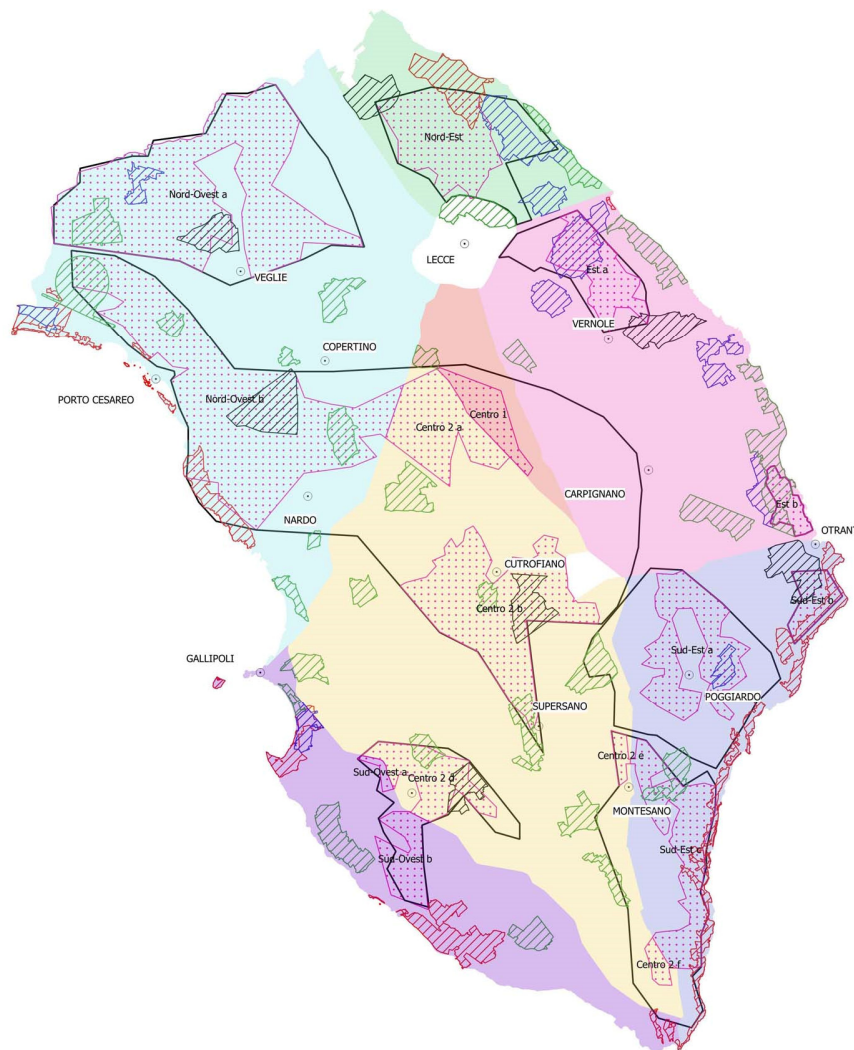 Nord-Est
Nord-Ovest a
LECCE
Est a
VEGLIE
VERNOLE
COPERTINO
PORTO CESAREO
Nord-Ovest b
Centro 1
Centro 2 a
CARPIGNANO
Est b
NARDO
OTRANT
CUTROFIANO
Sud-Est b
Centro 2 b
Sud-Est a
GALLIPOLI
POGGIARDO
SUPERSANO
Centro 2 e
Sud-Ovest a
Centro 2 d
MONTESANO
Sud-Est c
Sud-Ovest b
Centro 2 f